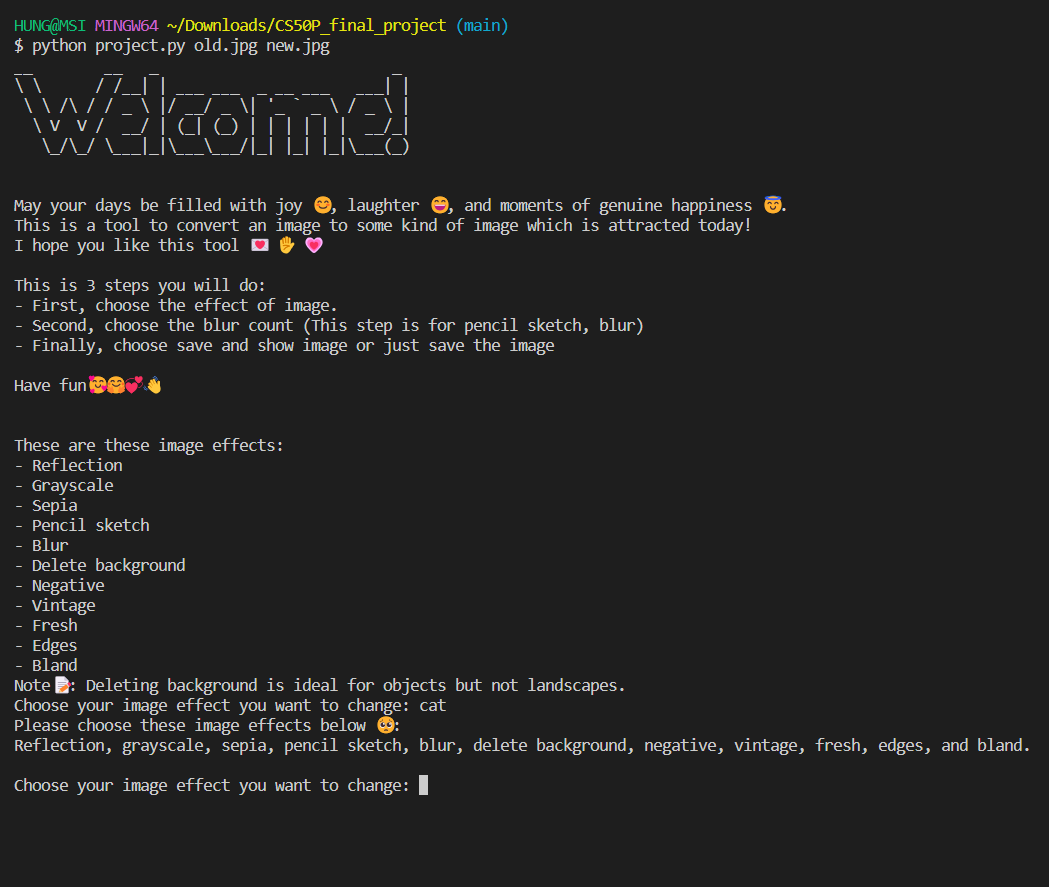 HUNG@MSI MINGW64 ~/Downloads/CS50P_final_project (main)
$ python project.py old.jpg new.jpg
Welcome!
May your days be filled with joy 😊, laughter 😄, and moments of genuine happiness 😇.
This is a tool to convert an image to some kind of image which is attracted today!
I hope you like this tool 💌 ✋ 💗
This is 3 steps you will do:
- First, choose the effect of image.
- Second, choose the blur count (This step is for pencil sketch, blur)
- Finally, choose save and show image or just save the image
Have fun🥰🤗💞👋
These are these image effects:
- Reflection
- Grayscale
- Sepia
- Pencil sketch
- Blur
- Delete background
- Negative
- Vintage
- Fresh
- Edges
- Bland
Note📝: Deleting background is ideal for objects but not landscapes.
Choose your image effect you want to change: cat
Please choose these image effects below 🥺:
Reflection, grayscale, sepia, pencil sketch, blur, delete background, negative, vintage, fresh, edges, and bland.
Choose your image effect you want to change: